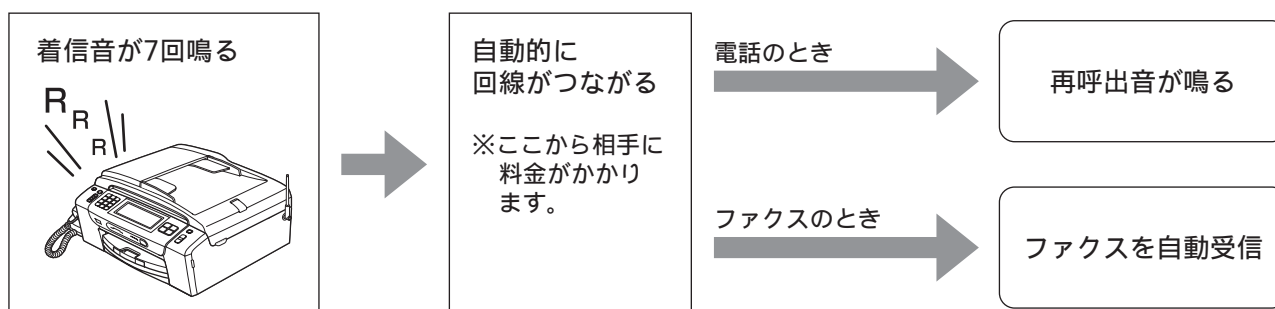 着信音が7回鳴る
R
R
R
自動的に
回線がつながる
※ここから相手に
料金がかかり
ます。
電話のとき
再呼出音が鳴る
ファクスのとき
ファクスを自動受信